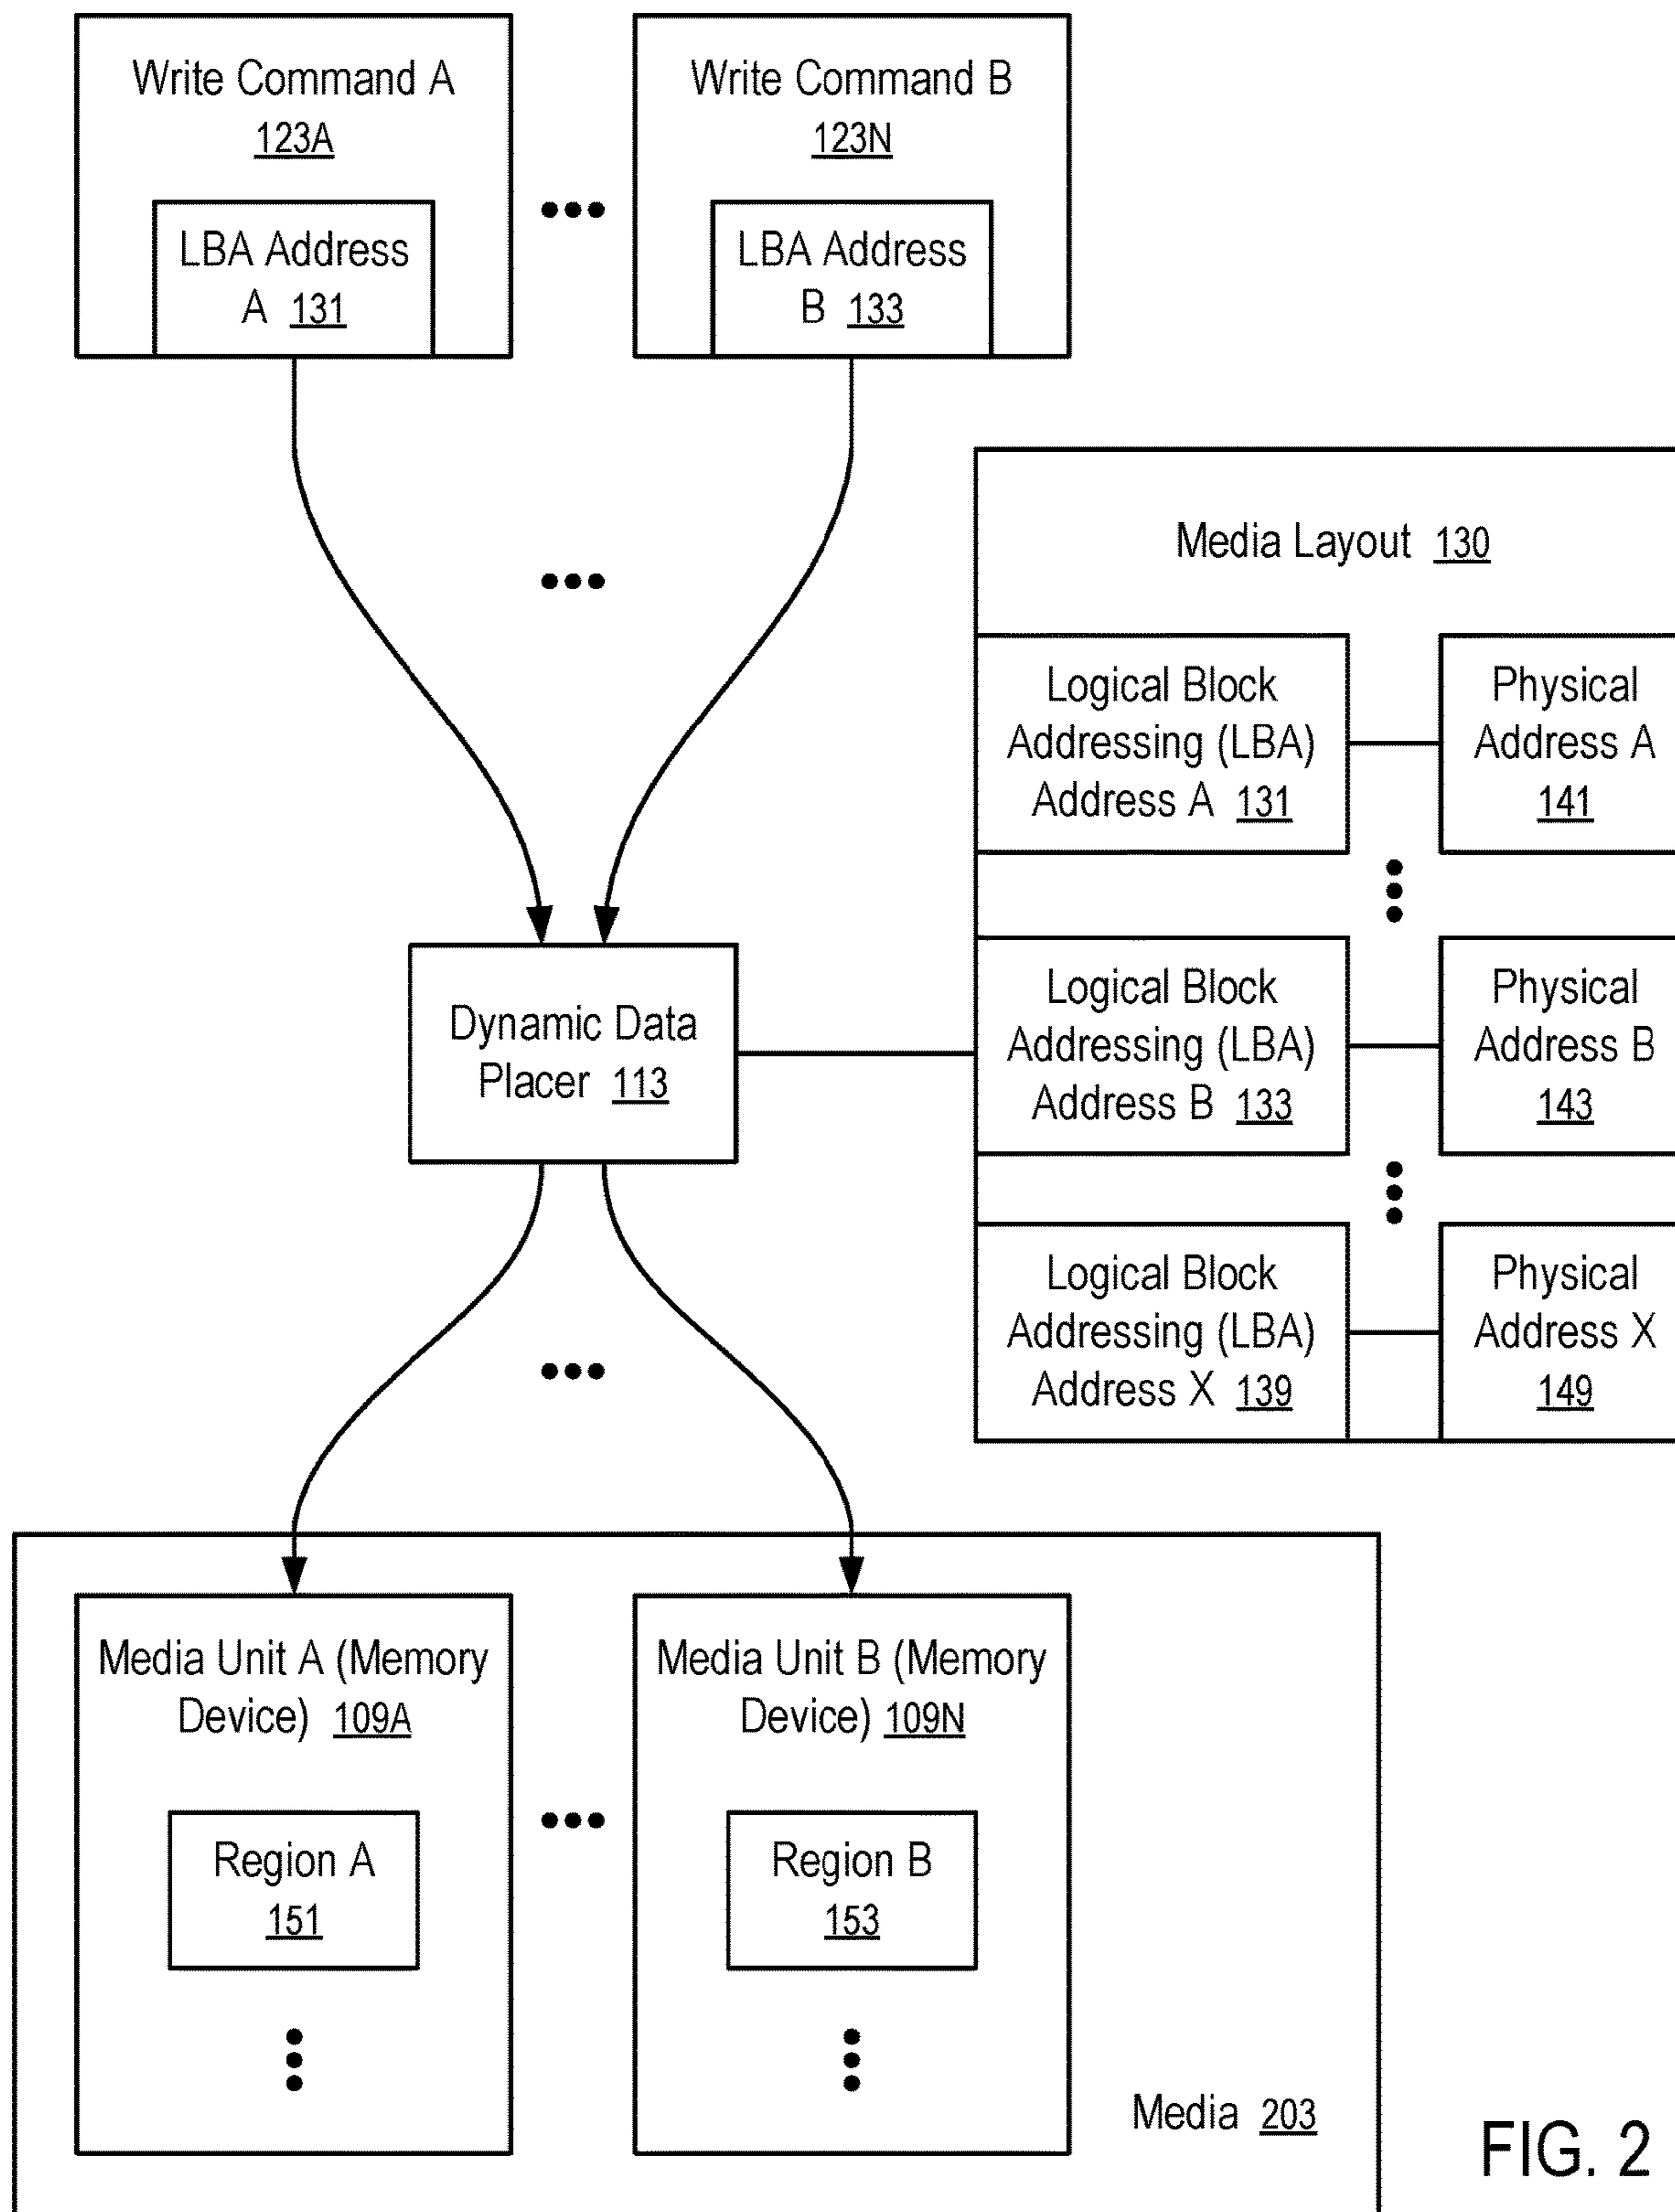 Write Command A
123A
LBA Address
A 131
Write Command B
123N
LBA Address
B 133
Media Layout 130
Logical Block
Addressing (LBA)
Address A 131
Physical
Address A
141
Logical Block
Addressing (LBA)
Address B 133
Physical
Address B
143
Logical Block
Addressing (LBA)
Address X 139
Physical
Address X
149
Dynamic Data
Placer 113
Media Unit A (Memory
Device) 109A
Region A
151
Media Unit B (Memory
Device) 109N
Region B
153
Media 203
FIG. 2